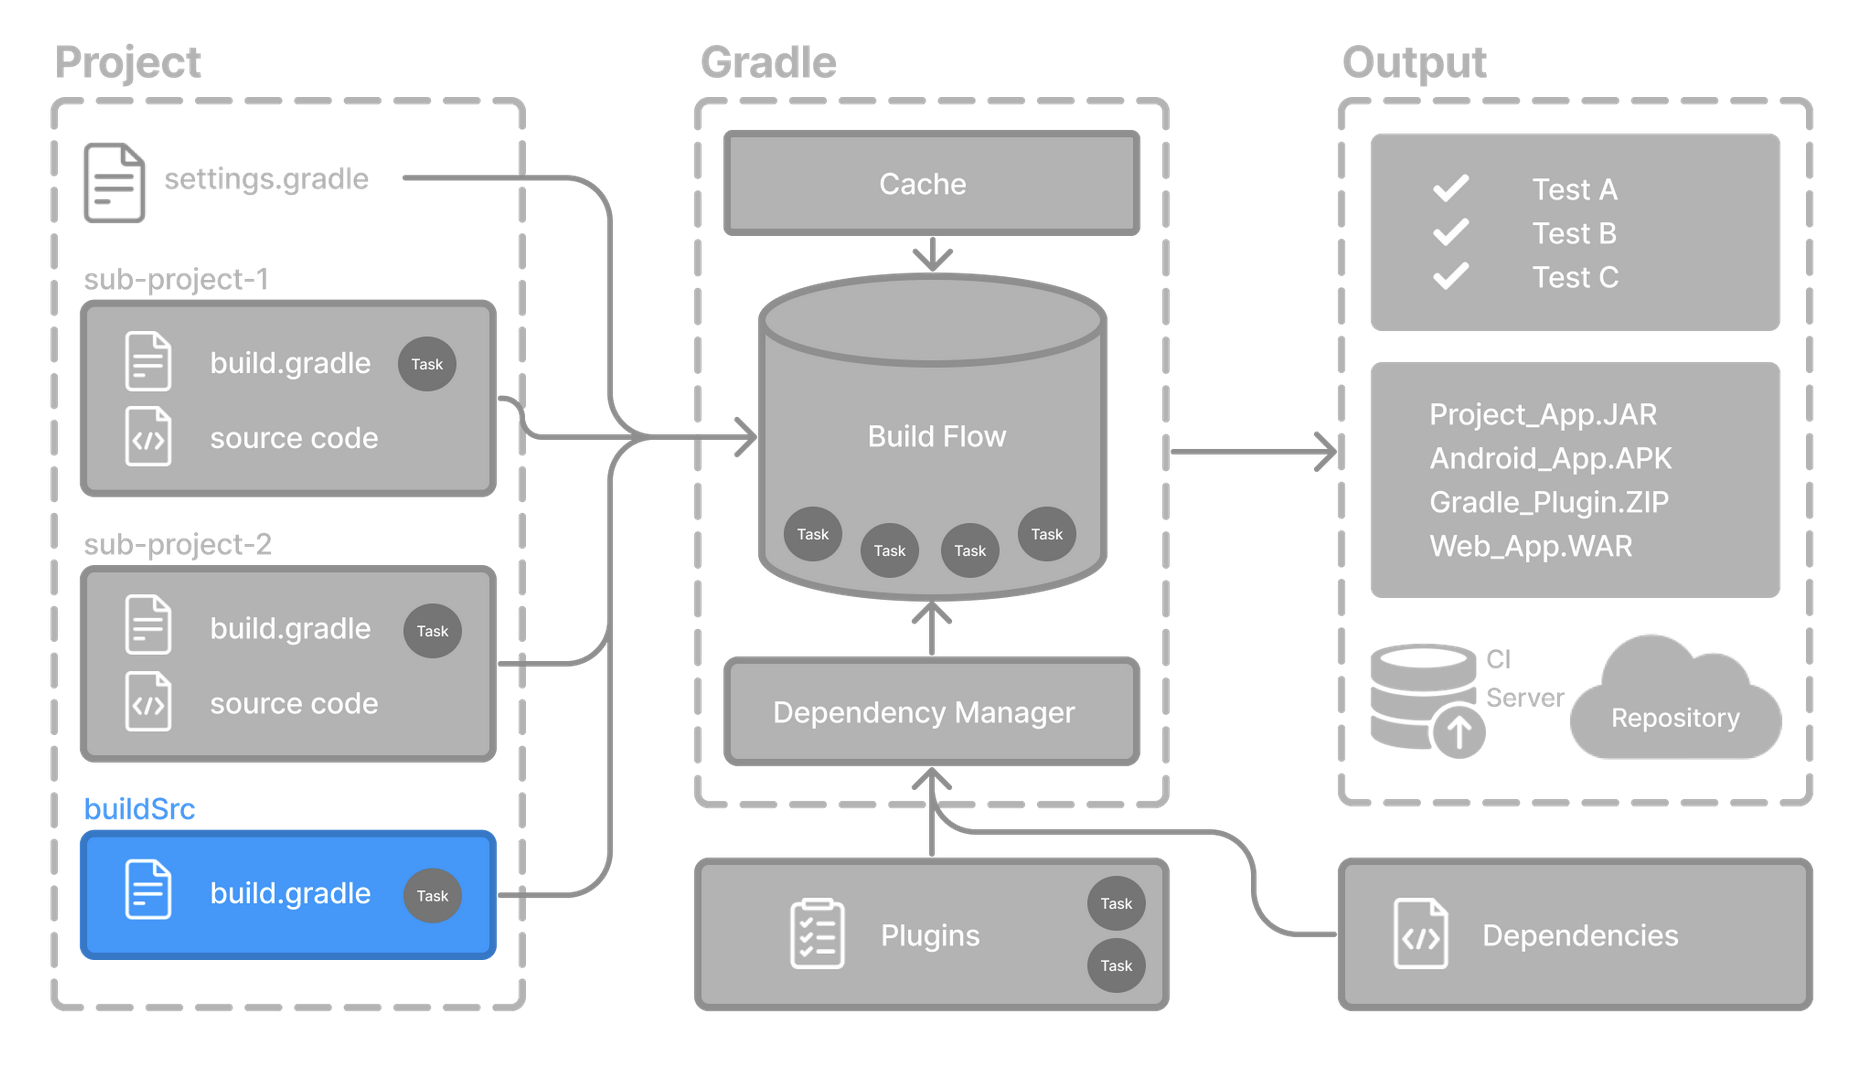 Project
settings.gradle
sub-project-1
build.gradle
Task
source code
sub-project-2
build.gradle
Task
source code
buildSrc
build.gradle
Task
Gradle
Cache
Build Flow
Task
Task
Task
Task
Dependency Manager
Plugins
Task
Task
Output
Test A
Test B
Test C
Project_App.JAR
Android_App.APK
Gradle_Plugin.ZIP
Web_App.WAR
CI
Server
Repository
Dependencies